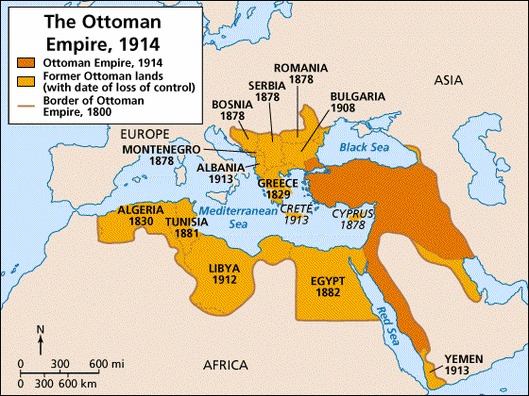 The Ottoman
Empire, 1914
Ottoman Empire, 1914
Former Ottoman lands
(with date of loss of control)
Border of Ottoman
Empire, 1800
ROMANIA
1878
SERBIA
1878
ASIA
BOSNIA
1878
BULGARIA
1908
EUROPE
MONTENEGRO
1878
Black Sea
ALBANIA
1913
GREECE
1829
CRETE
1913
CYPRUS
1878
Mediterranean
Sea
ALGERIA
1830
TUNISIA
1881
LIBYA
1912
EGYPT
1882
Red Sea
N
0 300 600 mi
0 300 600 km
AFRICA
YEMEN
1913